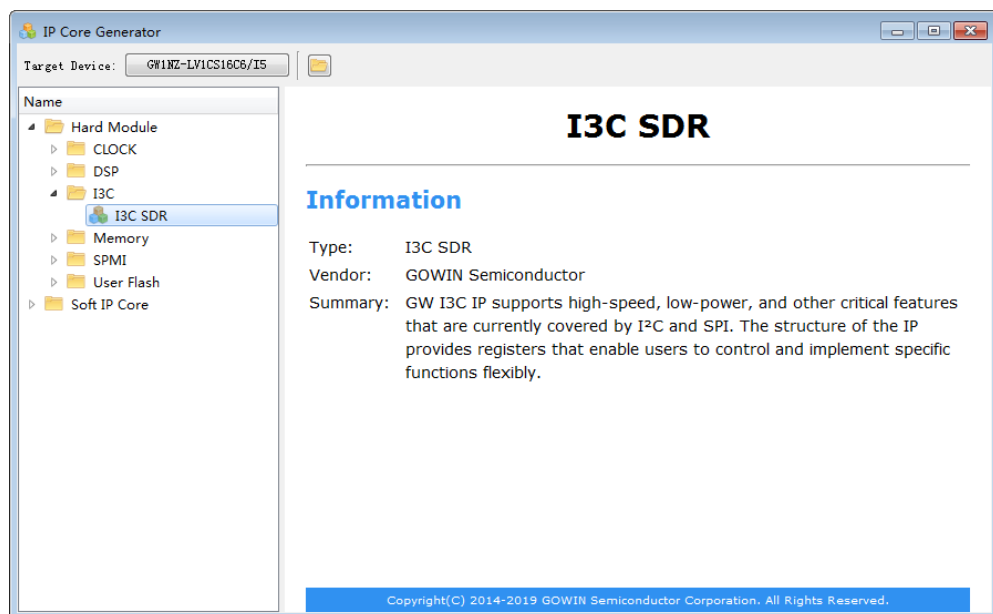 IP Core Generator
Target Device: GW1NZ-LV1CS16C6/I5
Name
Hard Module
CLOCK
DSP
I3C
I3C SDR
Memory
SPMI
User Flash
Soft IP Core
I3C SDR
Information
Type: I3C SDR
Vendor: GOWIN Semiconductor
Summary: GW I3C IP supports high-speed, low-power, and other critical features
that are currently covered by I²C and SPI. The structure of the IP
provides registers that enable users to control and implement specific
functions flexibly.
Copyright(C) 2014-2019 GOWIN Semiconductor Corporation. All Rights Reserved.